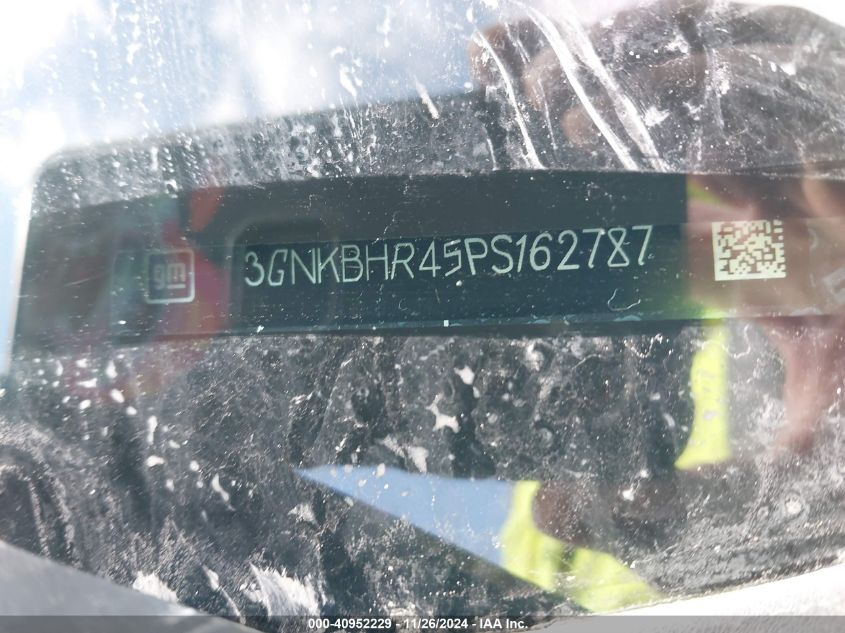 gm
3GNKBHR45PS162787
000-40952229 | 11/26/2024 - IAA Inc.